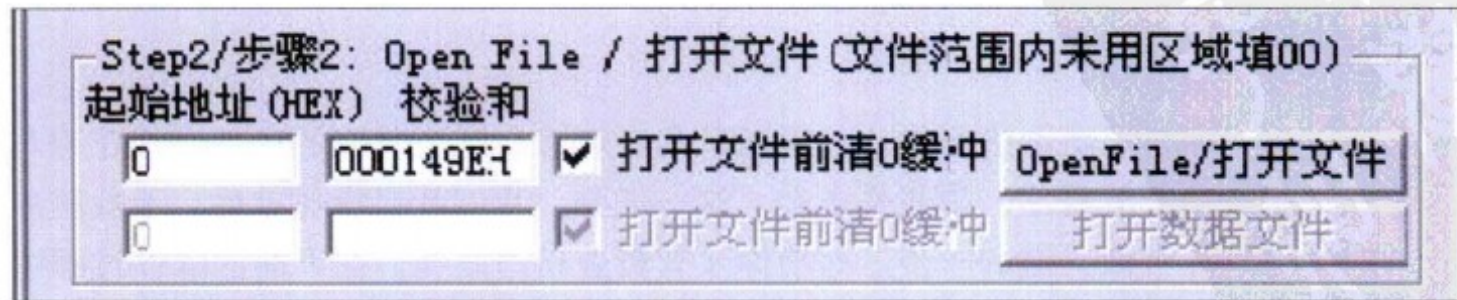 Step2/步骤2: Open File / 打开文件(文件范围内未用区域填00)
起始地址(HEX) 校验和
0 000149E 打开文件前清0缓冲 OpenFile/打开文件
0 打开文件前清0缓冲 打开数据文件